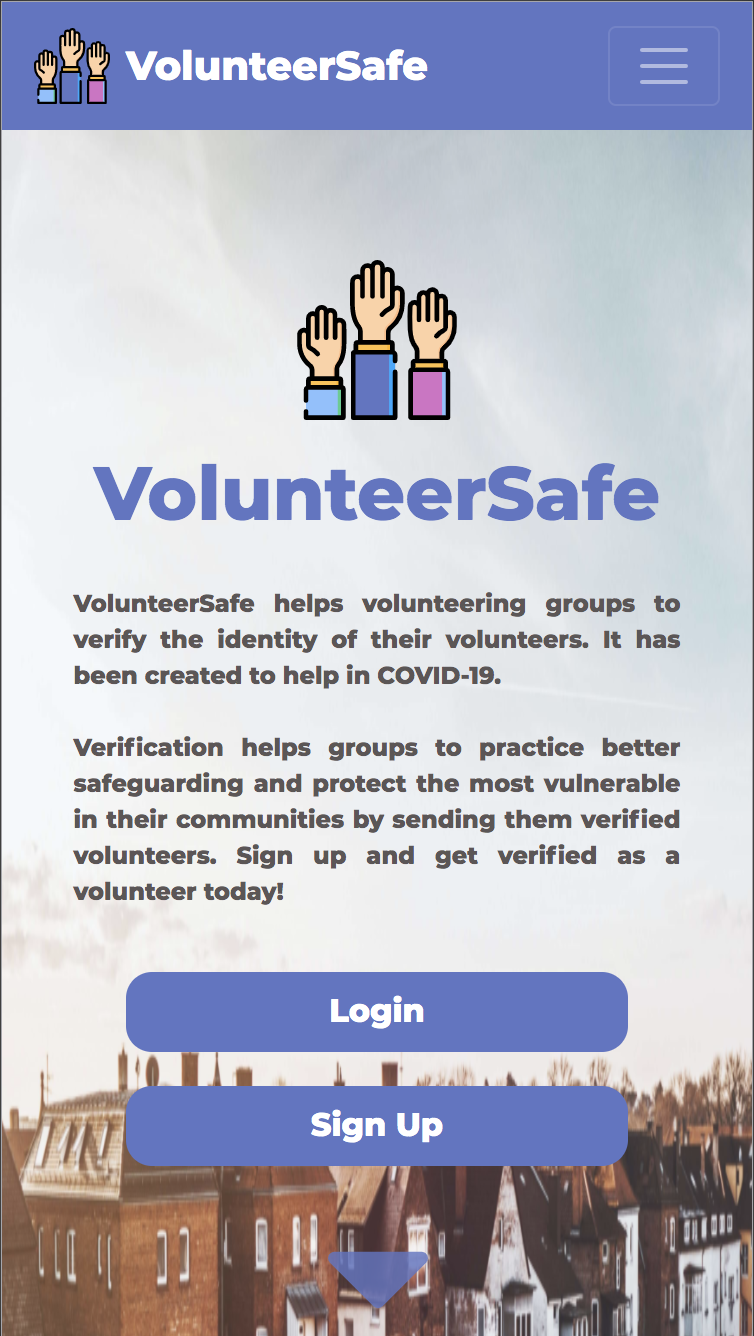 VolunteerSafe
VolunteerSafe
VolunteerSafe helps volunteering groups to
verify the identity of their volunteers. It has
been created to help in COVID-19.
Verification helps groups to practice better
safeguarding and protect the most vulnerable
in their communities by sending them verified
volunteers. Sign up and get verified as a
volunteer today!
Login
Sign Up